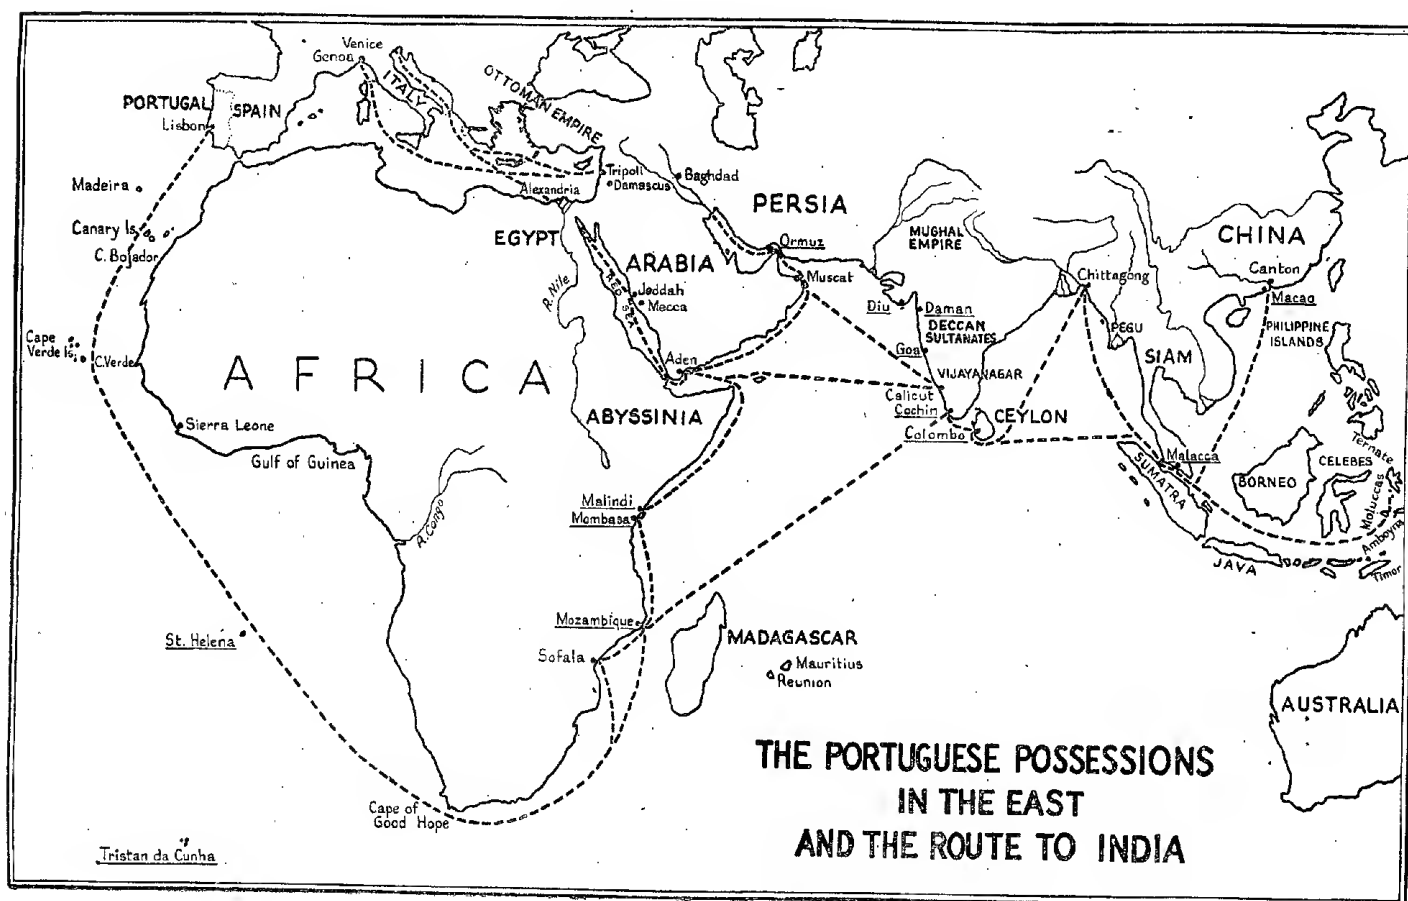 Venice
Genoa
ITALY
OTTOMAN EMPIRE
PORTUGAL
SPAIN
Lisbon
Tripoli
Damascus
Baghdad
Madeira
Alexandria
PERSIA
Canary Is.
C. Bojador
EGYPT
R. Nile
ARABIA
RED SEA
Jeddah
Mecca
Ormuz
Muscat
MUGHAL
EMPIRE
CHINA
Canton
Macao
Chittagong
Diu
Daman
DECCAN
SULTANATES
PEGU
PHILIPPINE
ISLANDS
Cape
Verde Is.
C. Verde
AFRICA
Aden
Goa
VIJAYANAGAR
SIAM
Calicut
Cochin
CEYLON
Colombo
ABYSSINIA
Sierra Leone
Gulf of Guinea
Malacca
SUMATRA
BORNEO
CELEBES
Ternate
Moluccas
Amboyna
Timor
JAVA
R. Congo
Malindi
Mombasa
Mozambique
Sofala
MADAGASCAR
Mauritius
Reunion
St. Helena
AUSTRALIA
Cape of
Good Hope
Tristan da Cunha
THE PORTUGUESE POSSESSIONS
IN THE EAST
AND THE ROUTE TO INDIA